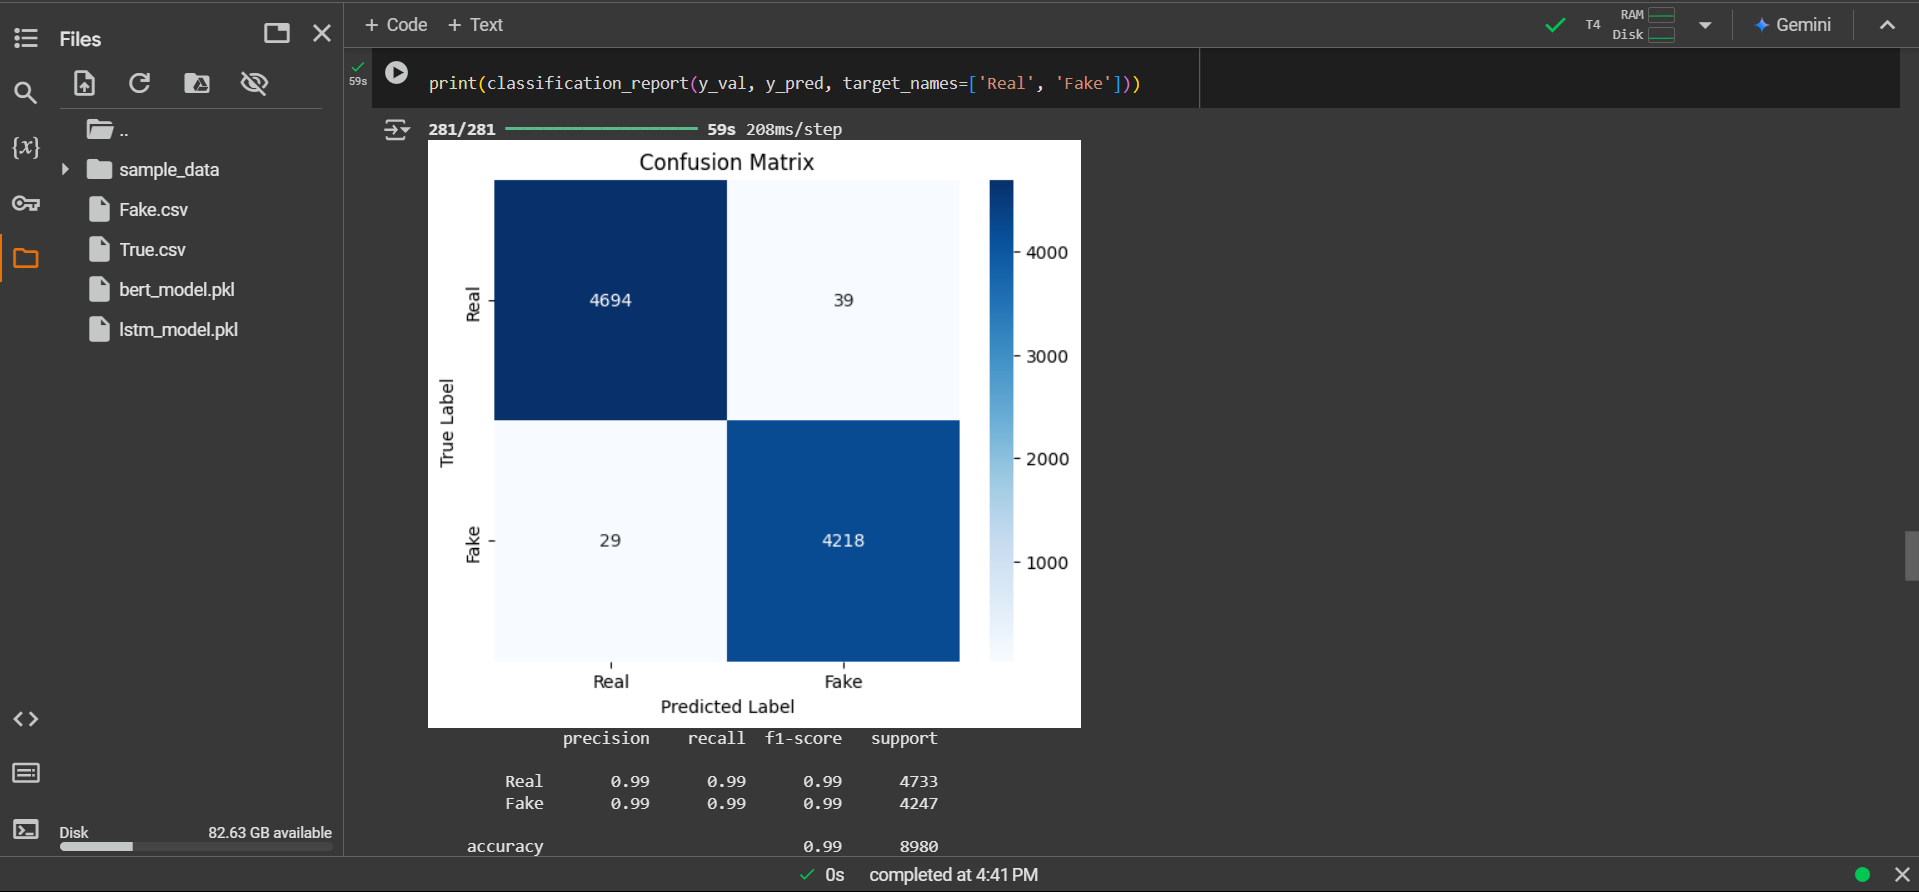 Files
..
sample_data
Fake.csv
True.csv
bert_model.pkl
lstm_model.pkl
Disk 82.63 GB available
+ Code + Text
T4 RAM Disk Gemini
59s
print(classification_report(y_val, y_pred, target_names=['Real', 'Fake']))
281/281 59s 208ms/step
Confusion Matrix
True Label
Real
4694 39
Fake
29 4218
Real Fake
Predicted Label
4000
3000
2000
1000
precision recall f1-score support
Real 0.99 0.99 0.99 4733
Fake 0.99 0.99 0.99 4247
accuracy 0.99 8980
0s completed at 4:41 PM